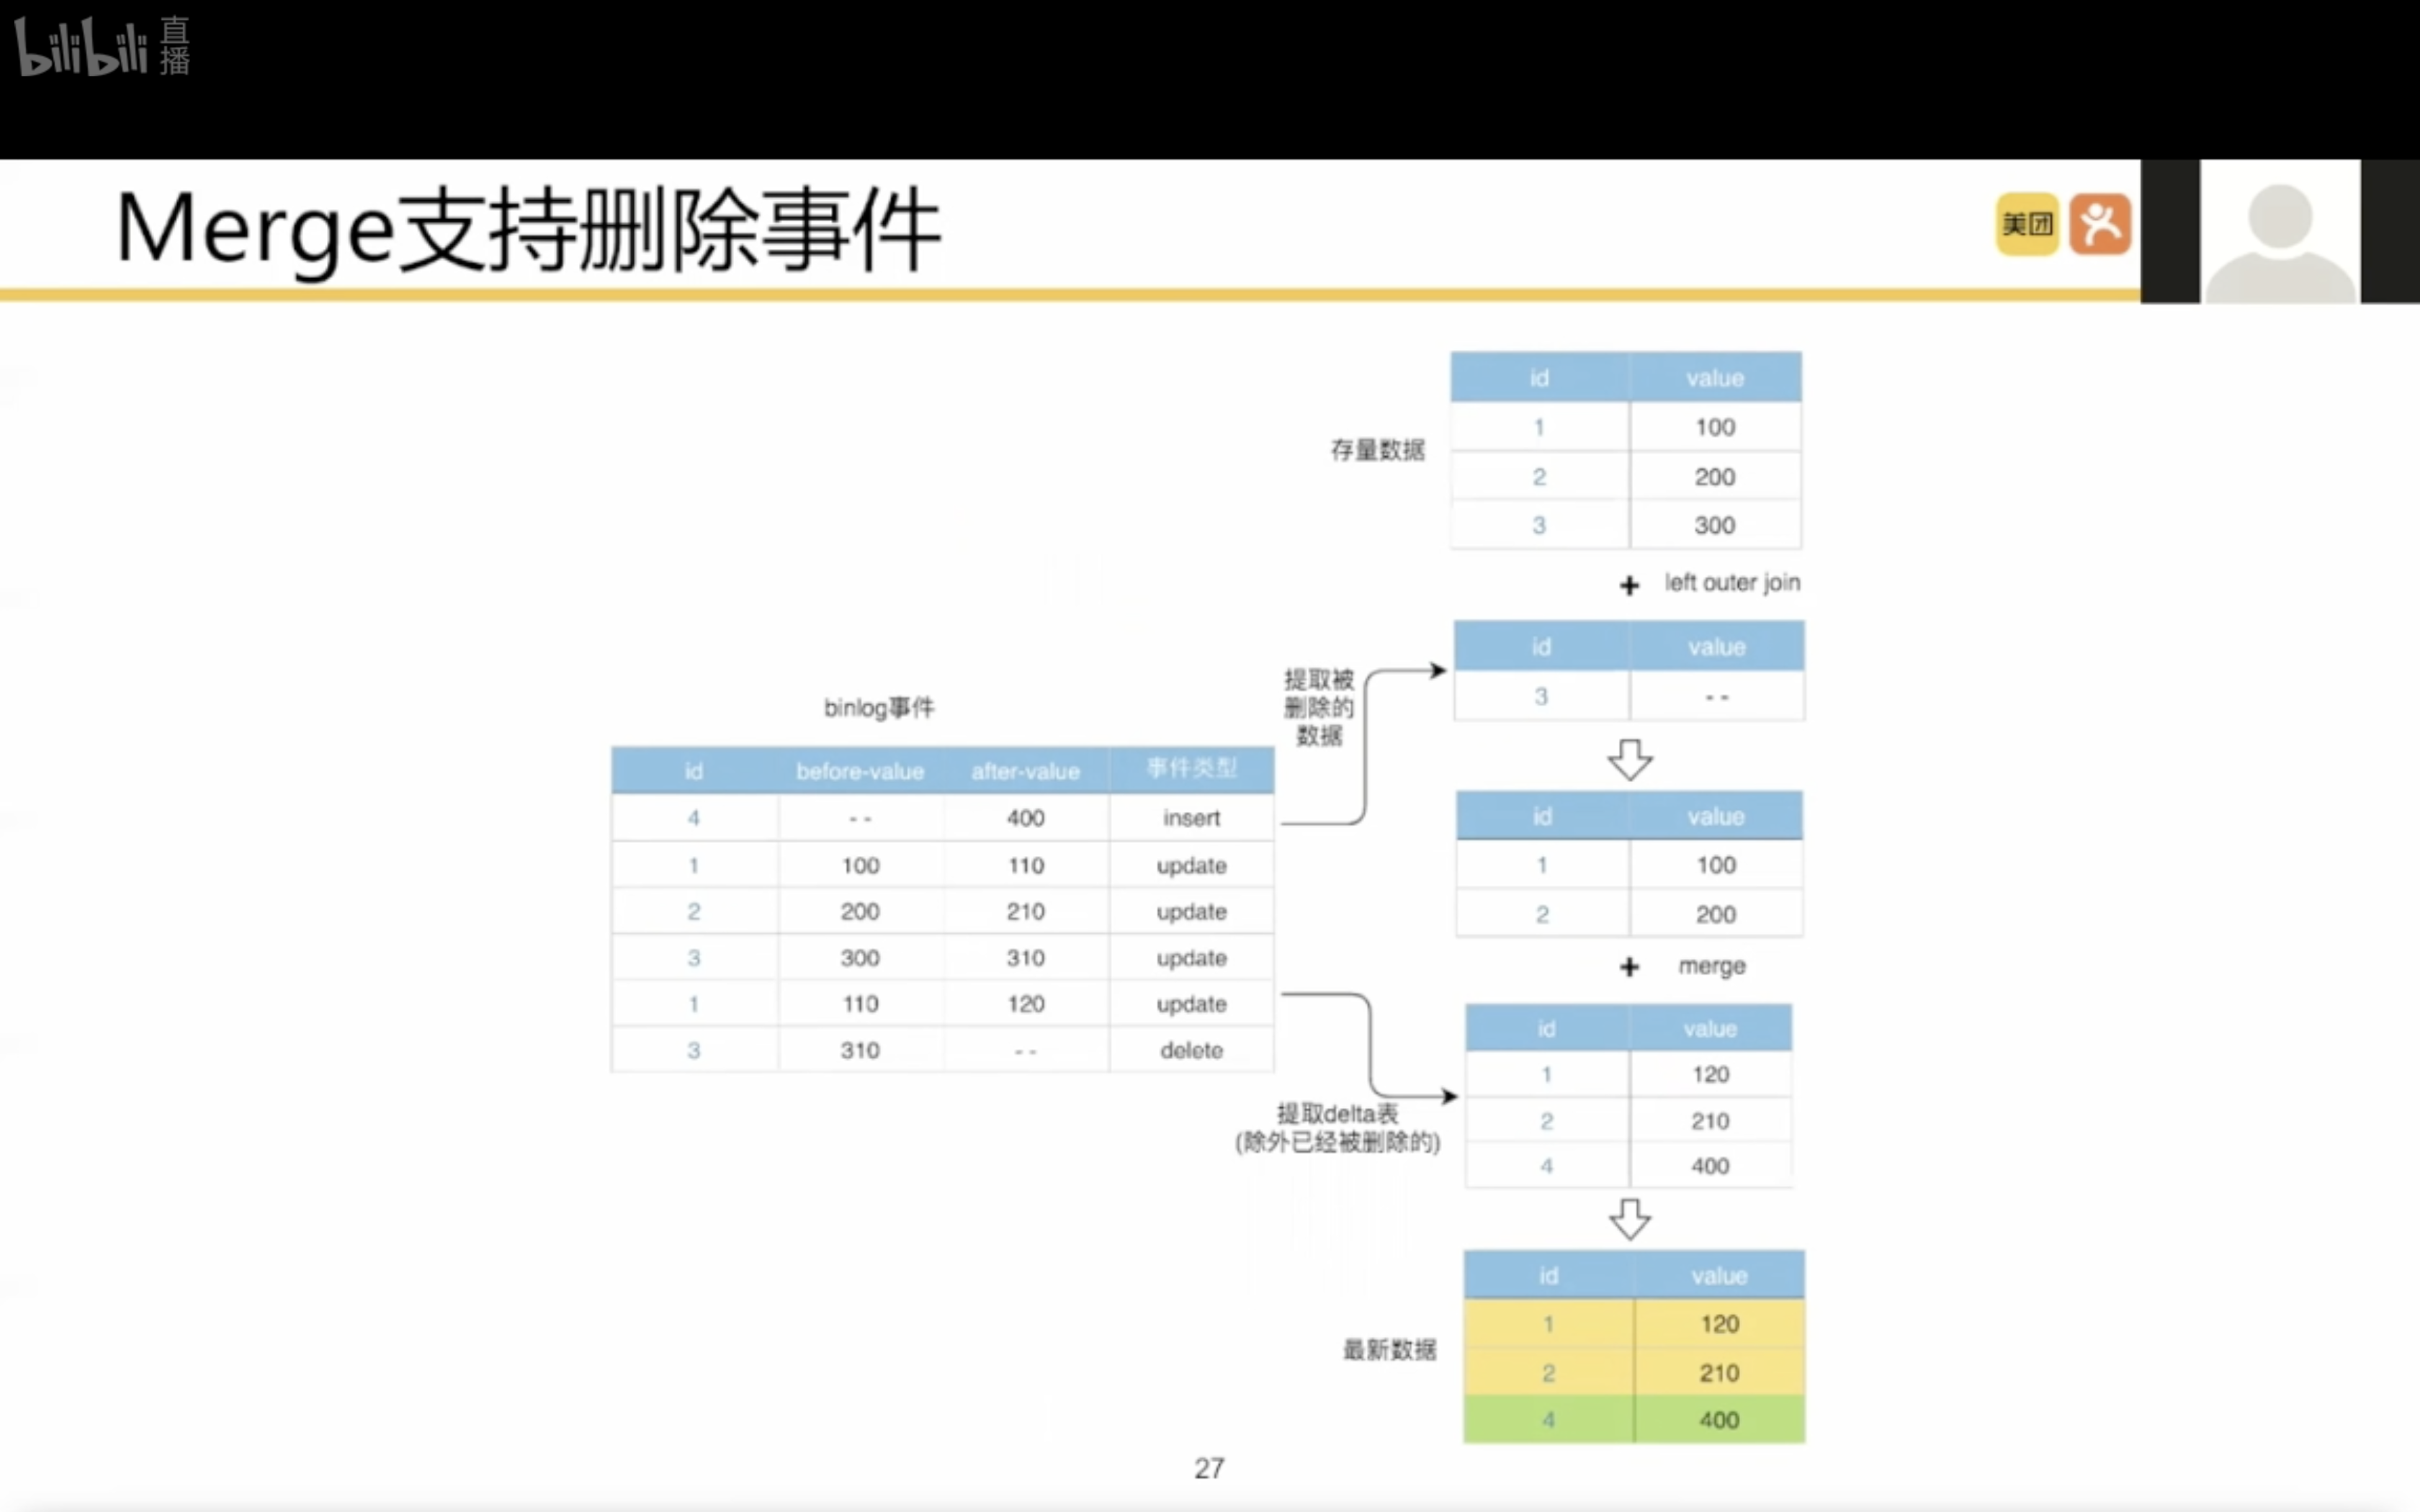 bilibili 直播
Merge支持删除事件
美团
存量数据
id value
1 100
2 200
3 300
+ left outer join
id value
3 --
提取被
删除的
数据
binlog事件
id before-value after-value 事件类型
4 -- 400 insert
1 100 110 update
2 200 210 update
3 300 310 update
1 110 120 update
3 310 -- delete
id value
1 100
2 200
+ merge
提取delta表
(除外已经被删除的)
id value
1 120
2 210
4 400
最新数据
id value
1 120
2 210
4 400
27